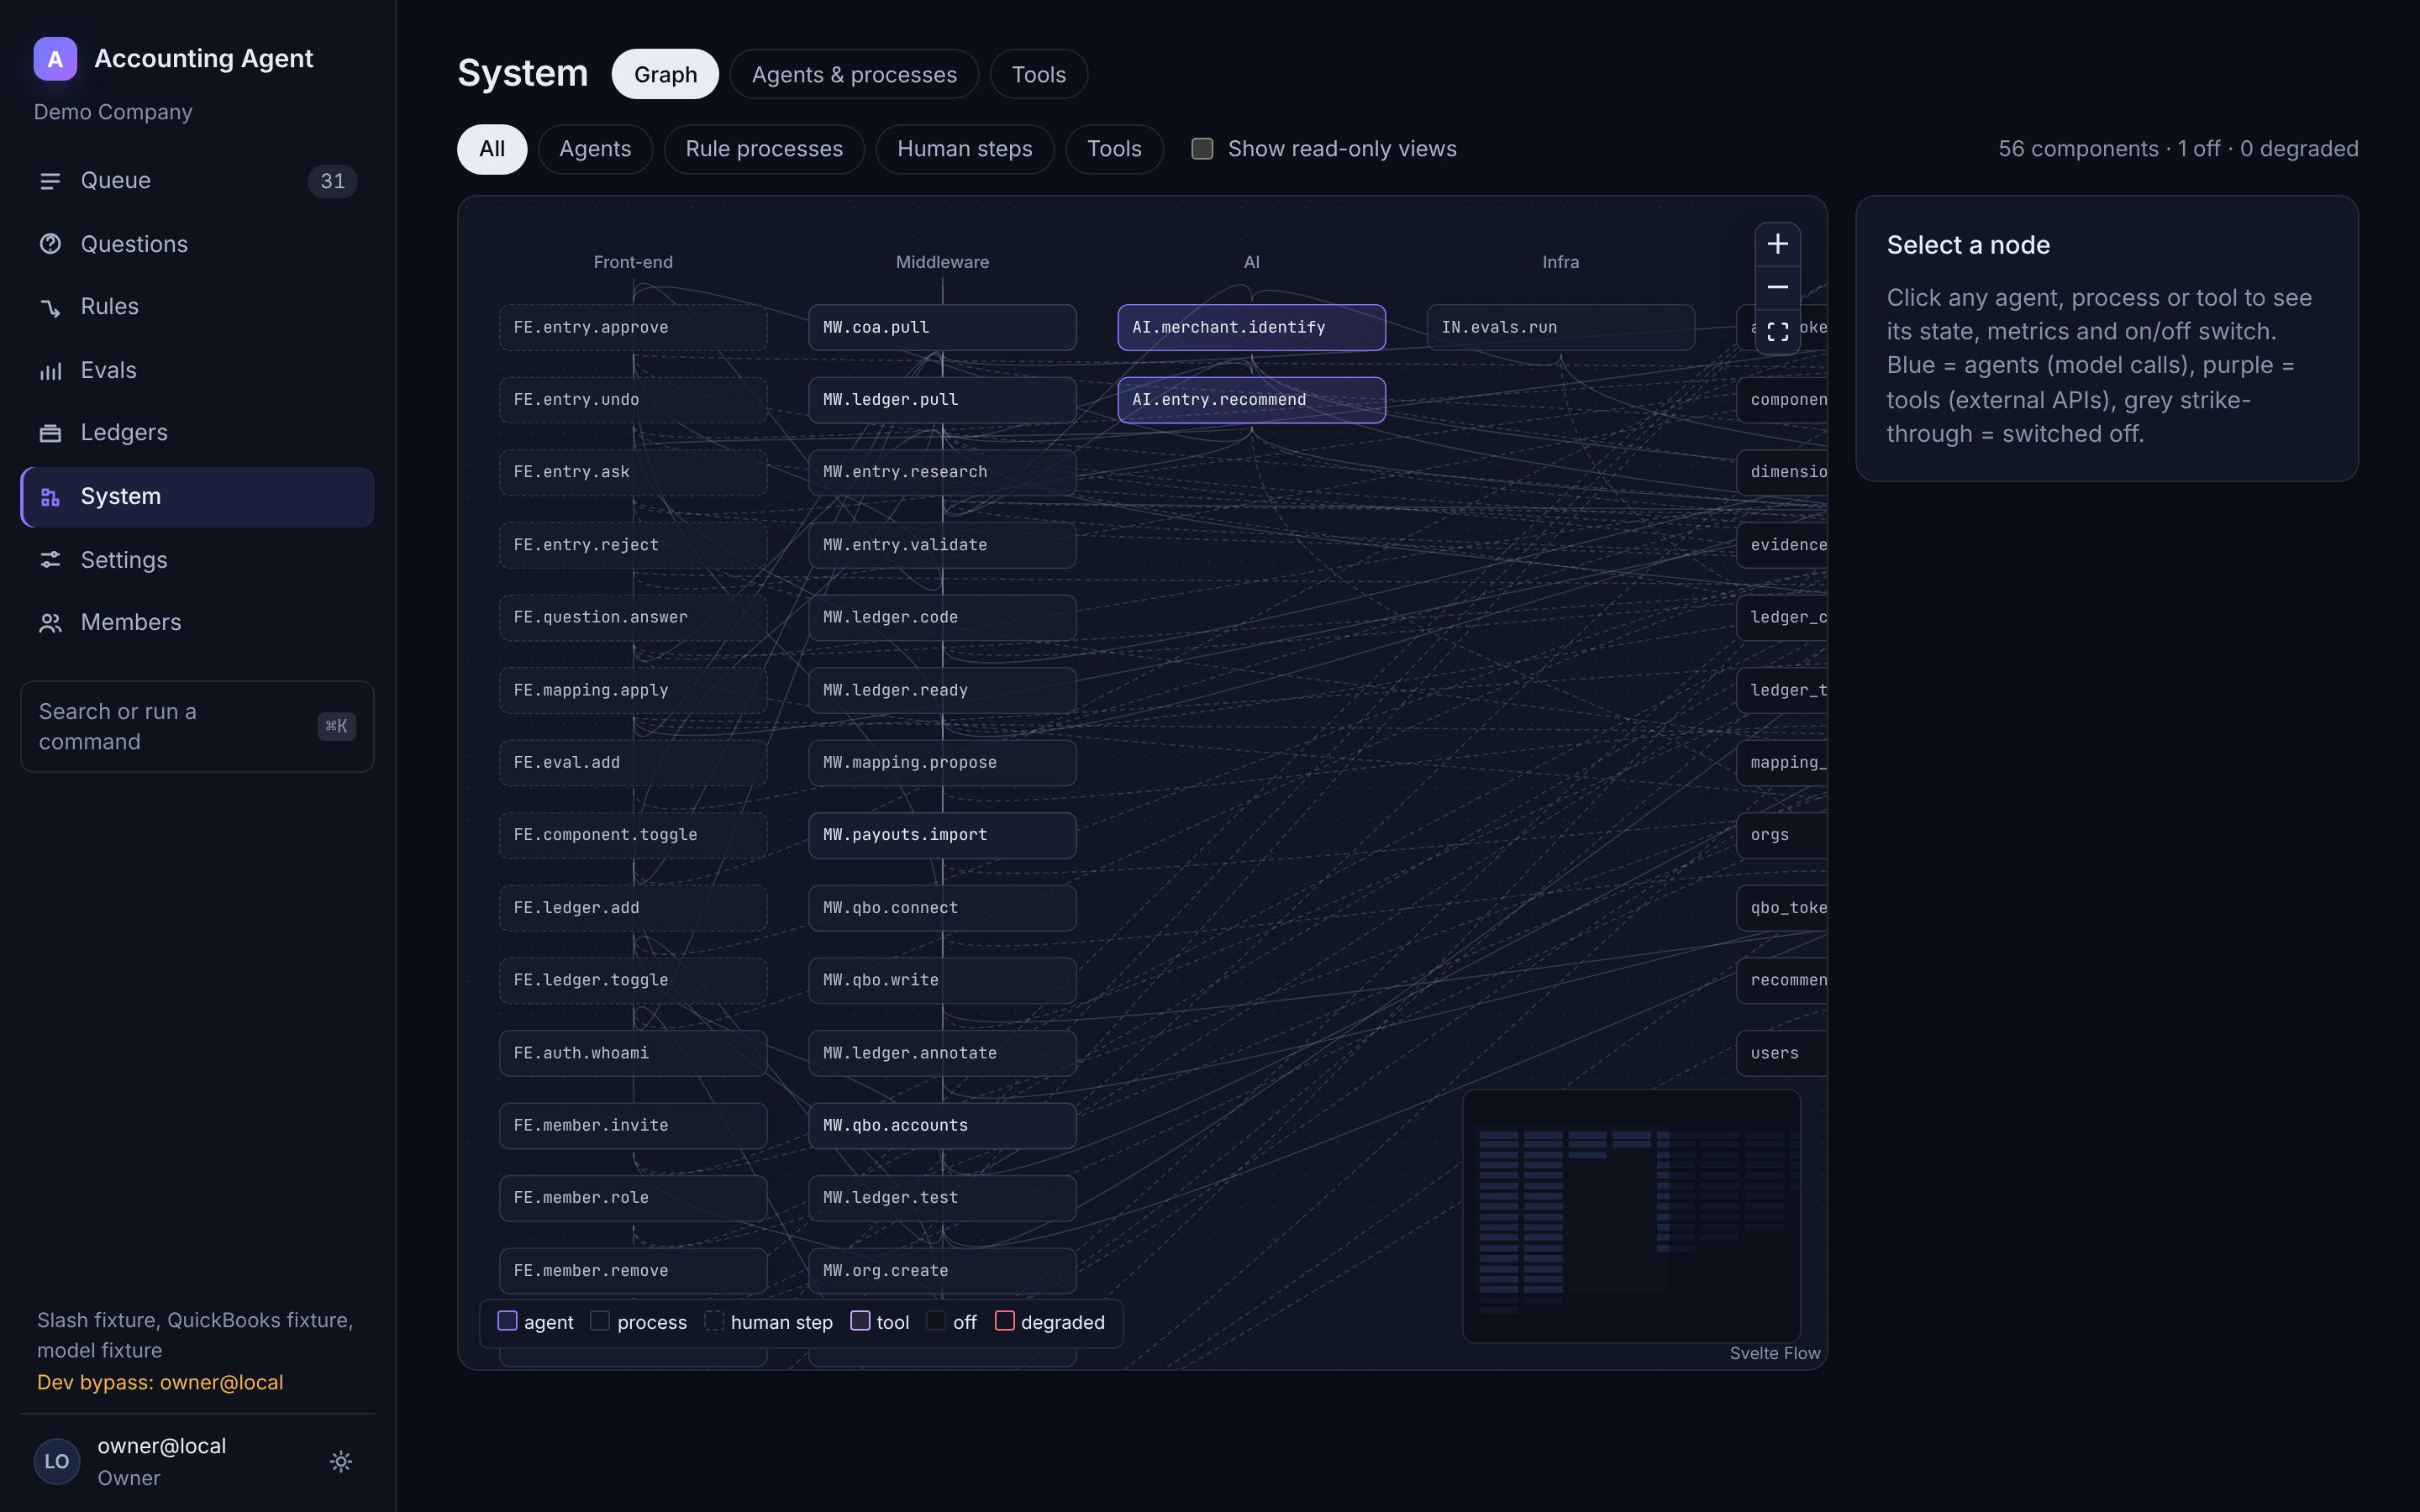 A Accounting Agent
Demo Company
Queue 31
Questions
Rules
Evals
Ledgers
System
Settings
Members
Search or run a
command ⌘K
Slash fixture, QuickBooks fixture,
model fixture
Dev bypass: owner@local
LO owner@local
Owner
System Graph Agents & processes Tools
All Agents Rule processes Human steps Tools Show read-only views 56 components · 1 off · 0 degraded
Front-end Middleware AI Infra
FE.entry.approve MW.coa.pull AI.merchant.identify IN.evals.run
FE.entry.undo MW.ledger.pull AI.entry.recommend componen
FE.entry.ask MW.entry.research dimensio
FE.entry.reject MW.entry.validate evidence
FE.question.answer MW.ledger.code ledger_c
FE.mapping.apply MW.ledger.ready ledger_t
FE.eval.add MW.mapping.propose mapping_
FE.component.toggle MW.payouts.import orgs
FE.ledger.add MW.qbo.connect qbo_toke
FE.ledger.toggle MW.qbo.write recommen
FE.auth.whoami MW.ledger.annotate users
FE.member.invite MW.qbo.accounts
FE.member.role MW.ledger.test
FE.member.remove MW.org.create
agent process human step tool off degraded
Svelte Flow
Select a node
Click any agent, process or tool to see
its state, metrics and on/off switch.
Blue = agents (model calls), purple =
tools (external APIs), grey strike-
through = switched off.